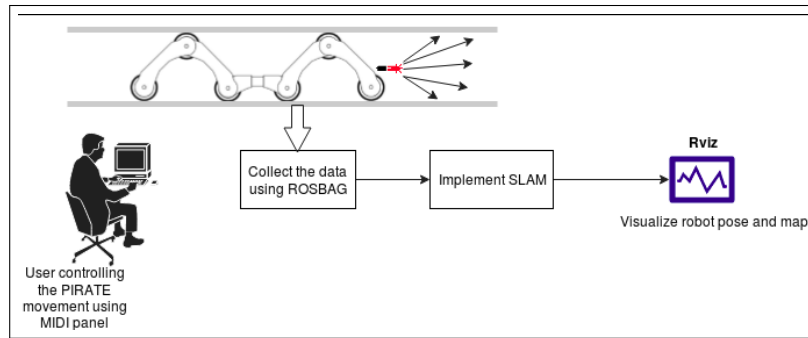 Collect the data
using ROSBAG
Implement SLAM
Rviz
Visualize robot pose and map
User controlling
the PIRATE
movement using
MIDI panel